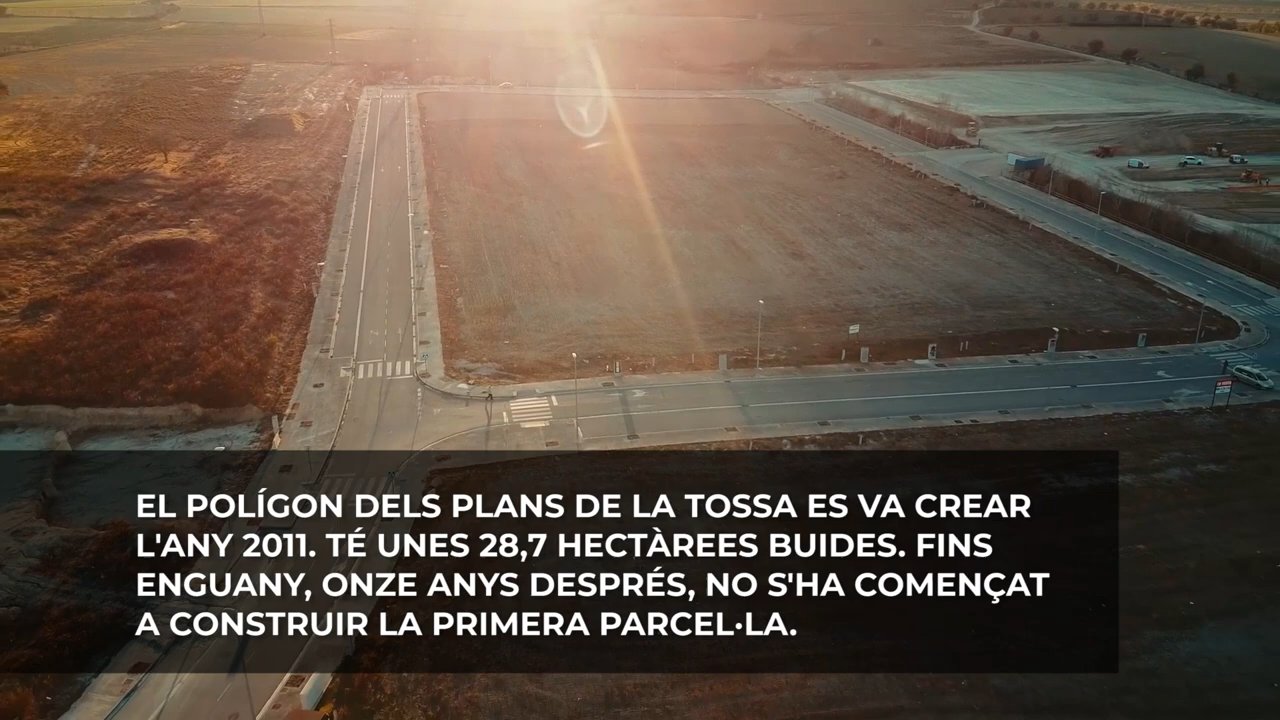 EL POLÍGON DELS PLANS DE LA TOSSA ES VA CREAR
L'ANY 2011. TÉ UNES 28,7 HECTÀREES BUIDES. FINS
ENGUANY, ONZE ANYS DESPRÉS, NO S'HA COMENÇAT
A CONSTRUIR LA PRIMERA PARCEL·LA.